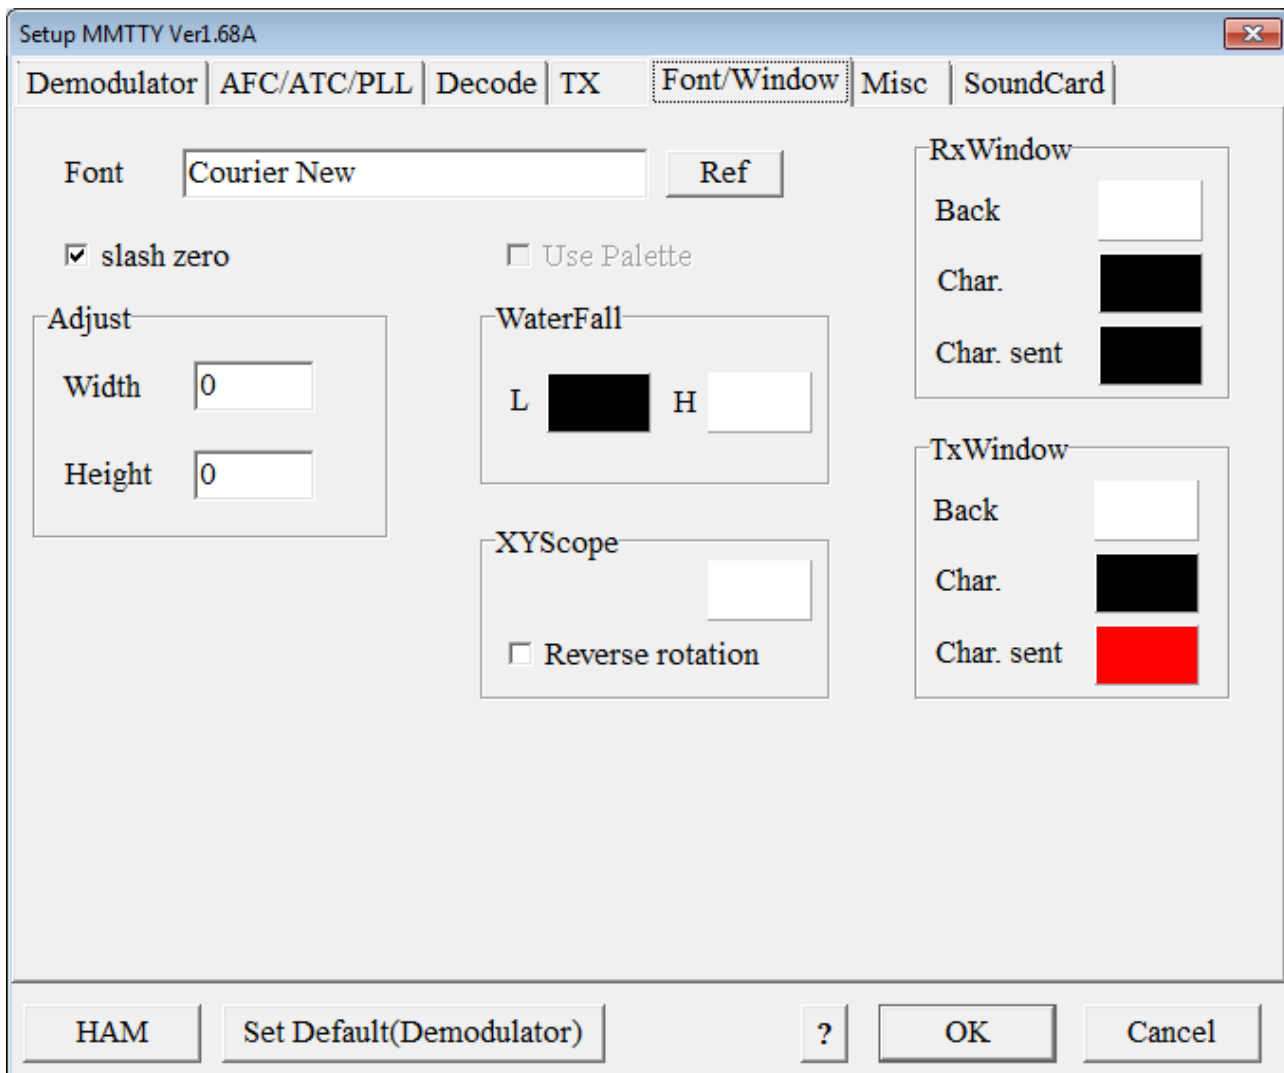 Setup MMTTY Ver1.68A
Demodulator AFC/ATC/PLL Decode TX Font/Window Misc SoundCard
Font Courier New Ref
slash zero Use Palette
Adjust
Width 0
Height 0
WaterFall
L H
XYScope
Reverse rotation
RxWindow
Back
Char.
Char. sent
TxWindow
Back
Char.
Char. sent
HAM Set Default(Demodulator) ? OK Cancel